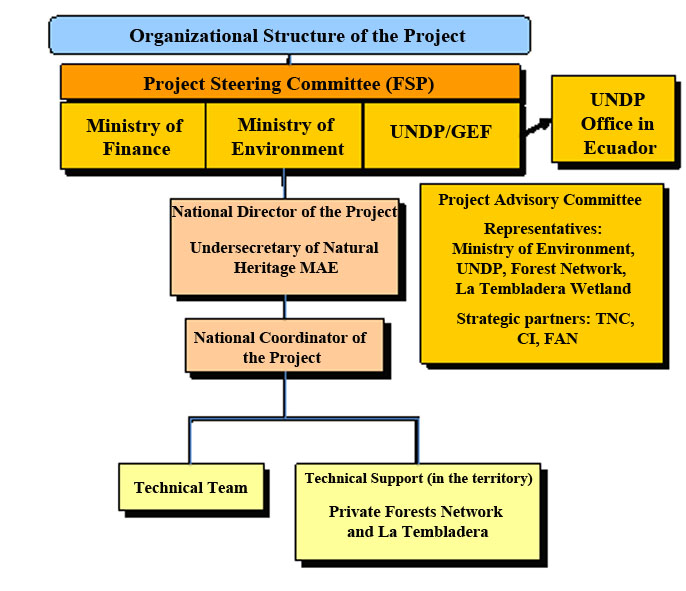 Organizational Structure of the Project
Project Steering Committee (FSP)
Ministry of
Finance
Ministry of
Environment
UNDP/GEF
UNDP
Office in
Ecuador
National Director of the Project
Undersecretary of Natural
Heritage MAE
Project Advisory Committee
Representatives:
Ministry of Environment,
UNDP, Forest Network,
La Tembladera Wetland
Strategic partners: TNC,
CI, FAN
National Coordinator of
the Project
Technical Team
Technical Support (in the territory)
Private Forests Network
and La Tembladera